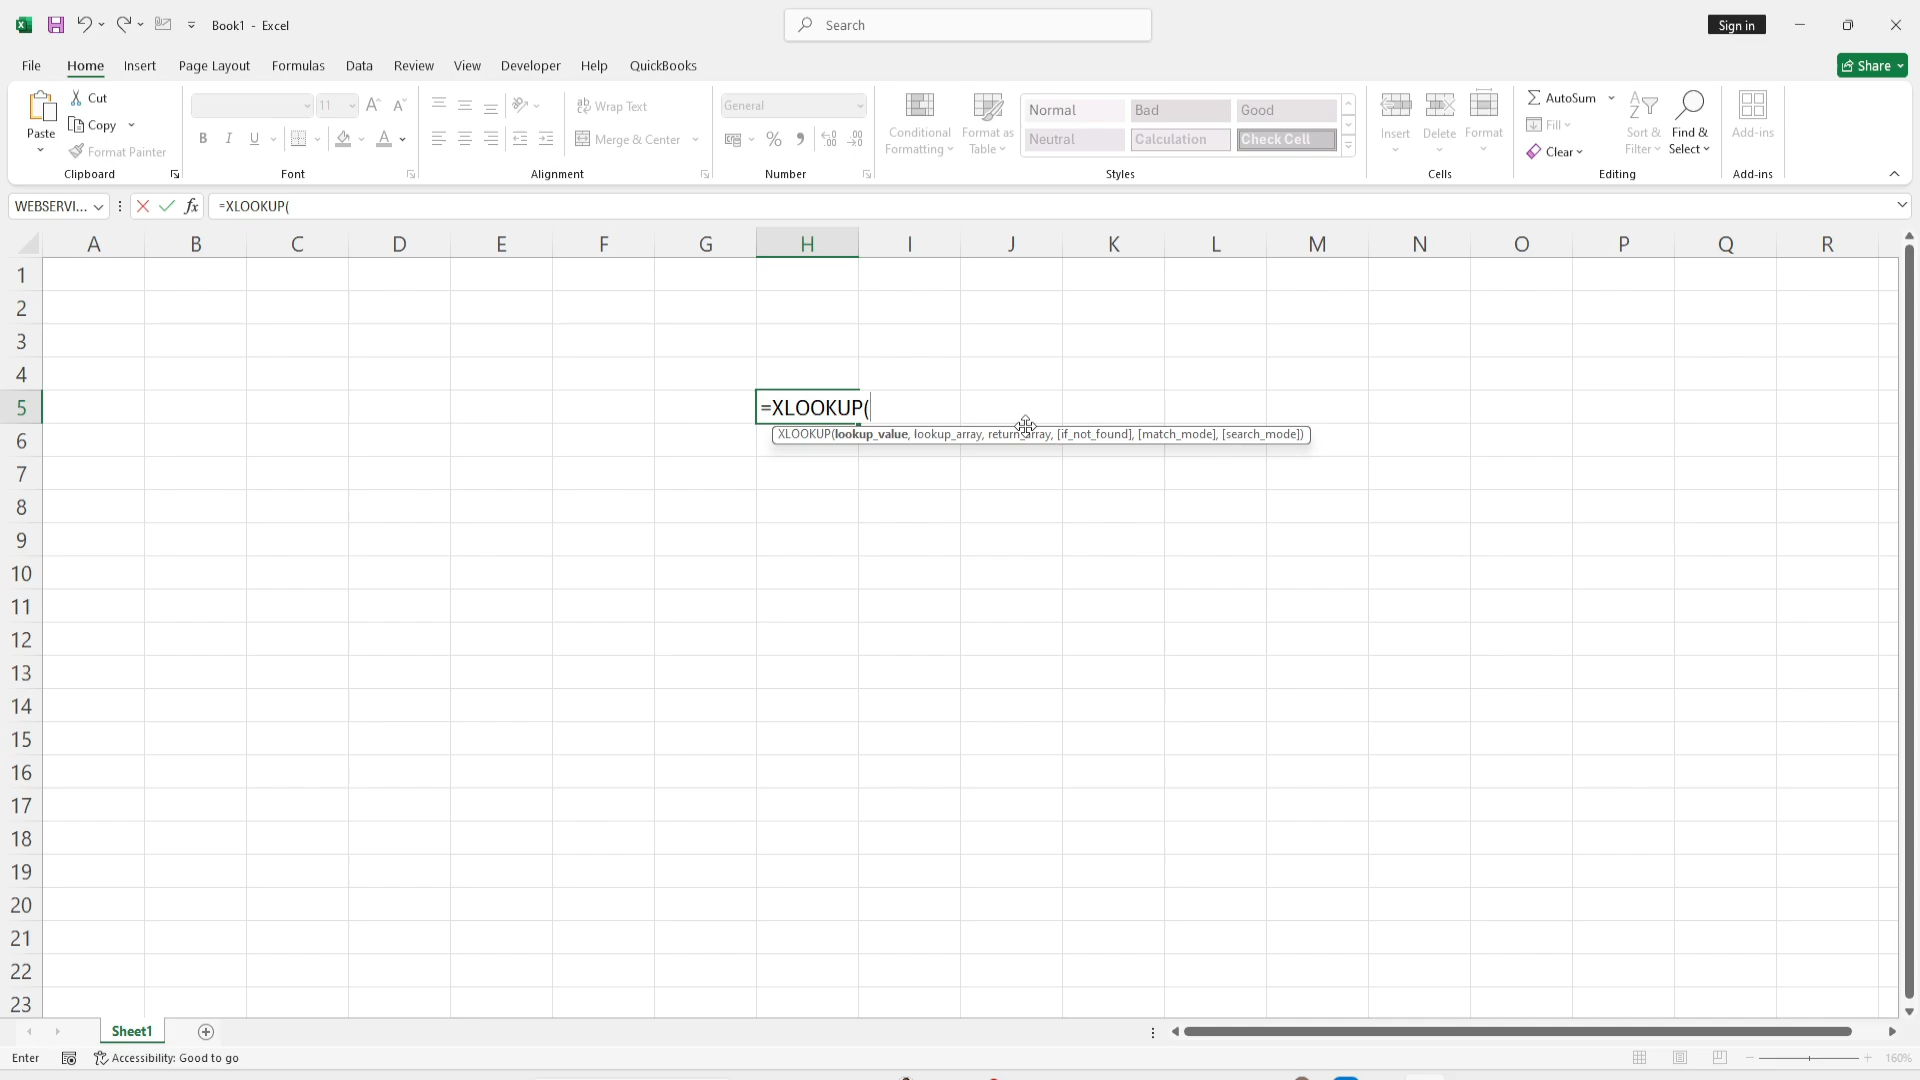 Book1 - Excel
Search
Sign in
File Home Insert Page Layout Formulas Data Review View Developer Help QuickBooks
Share
Paste
Cut
Copy
Format Painter
Clipboard
11
B I U
Font
Wrap Text
Merge & Center
Alignment
General
Number
Conditional Formatting
Format as Table
Normal Bad Good
Neutral Calculation Check Cell
Styles
Insert Delete Format
Cells
AutoSum
Fill
Clear
Sort & Filter
Find & Select
Editing
Add-ins
Add-ins
WEBSERVI... fx =XLOOKUP(
A B C D E F G H I J K L M N O P Q R
1
2
3
4
5 =XLOOKUP(
XLOOKUP(lookup_value, lookup_array, return_array, [if_not_found], [match_mode], [search_mode])
6
7
8
9
10
11
12
13
14
15
16
17
18
19
20
21
22
23
Sheet1
Enter Accessibility: Good to go 160%